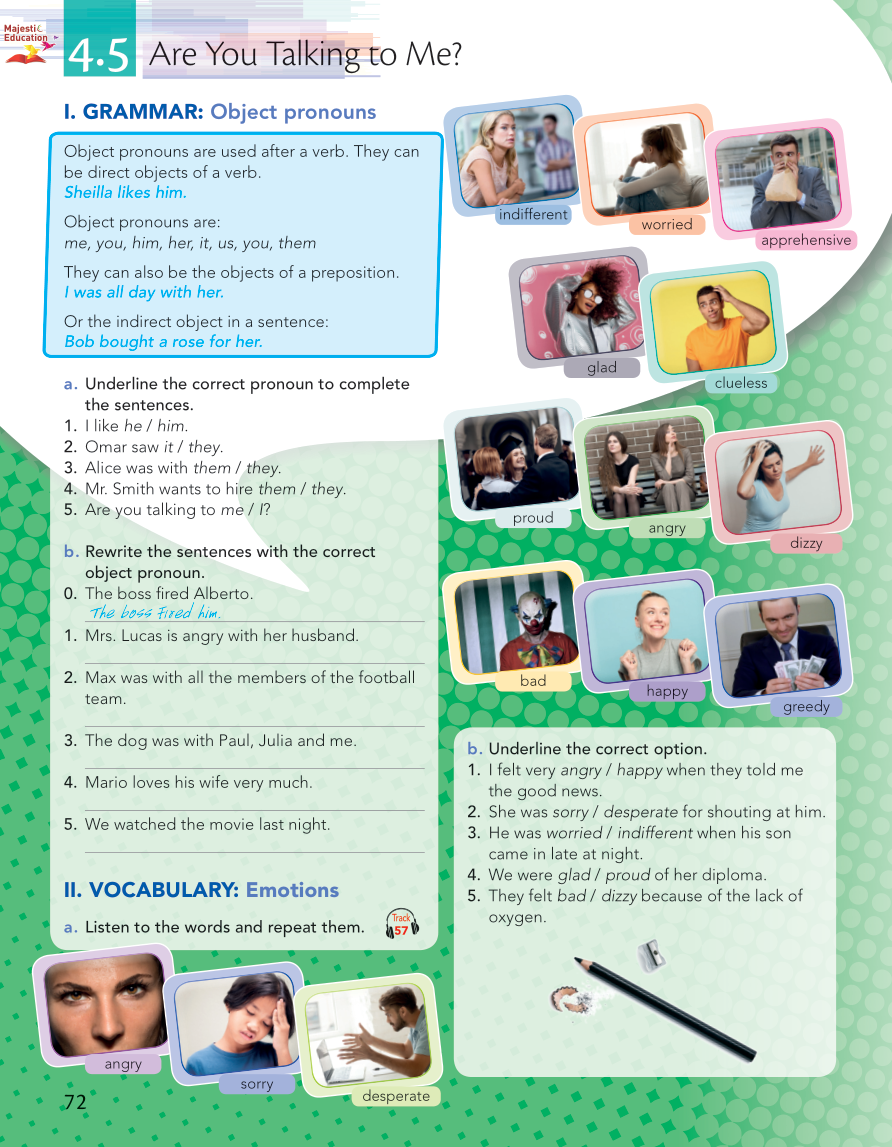 Majestic
Education
4.5 Are You Talking to Me?
I. GRAMMAR: Object pronouns
Object pronouns are used after a verb. They can
be direct objects of a verb.
Sheilla likes him.
Object pronouns are:
me, you, him, her, it, us, you, them
They can also be the objects of a preposition.
I was all day with her.
Or the indirect object in a sentence:
Bob bought a rose for her.
a. Underline the correct pronoun to complete
the sentences.
1. I like he / him.
2. Omar saw it / they.
3. Alice was with them / they.
4. Mr. Smith wants to hire them / they.
5. Are you talking to me / I?
b. Rewrite the sentences with the correct
object pronoun.
0. The boss fired Alberto.
The boss fired him.
1. Mrs. Lucas is angry with her husband.
2. Max was with all the members of the football
team.
3. The dog was with Paul, Julia and me.
4. Mario loves his wife very much.
5. We watched the movie last night.
II. VOCABULARY: Emotions
a. Listen to the words and repeat them.
Track
57
angry
sorry
desperate
indifferent
worried
apprehensive
glad
clueless
proud
angry
dizzy
bad
happy
greedy
b. Underline the correct option.
1. I felt very angry / happy when they told me
the good news.
2. She was sorry / desperate for shouting at him.
3. He was worried / indifferent when his son
came in late at night.
4. We were glad / proud of her diploma.
5. They felt bad / dizzy because of the lack of
oxygen.
72